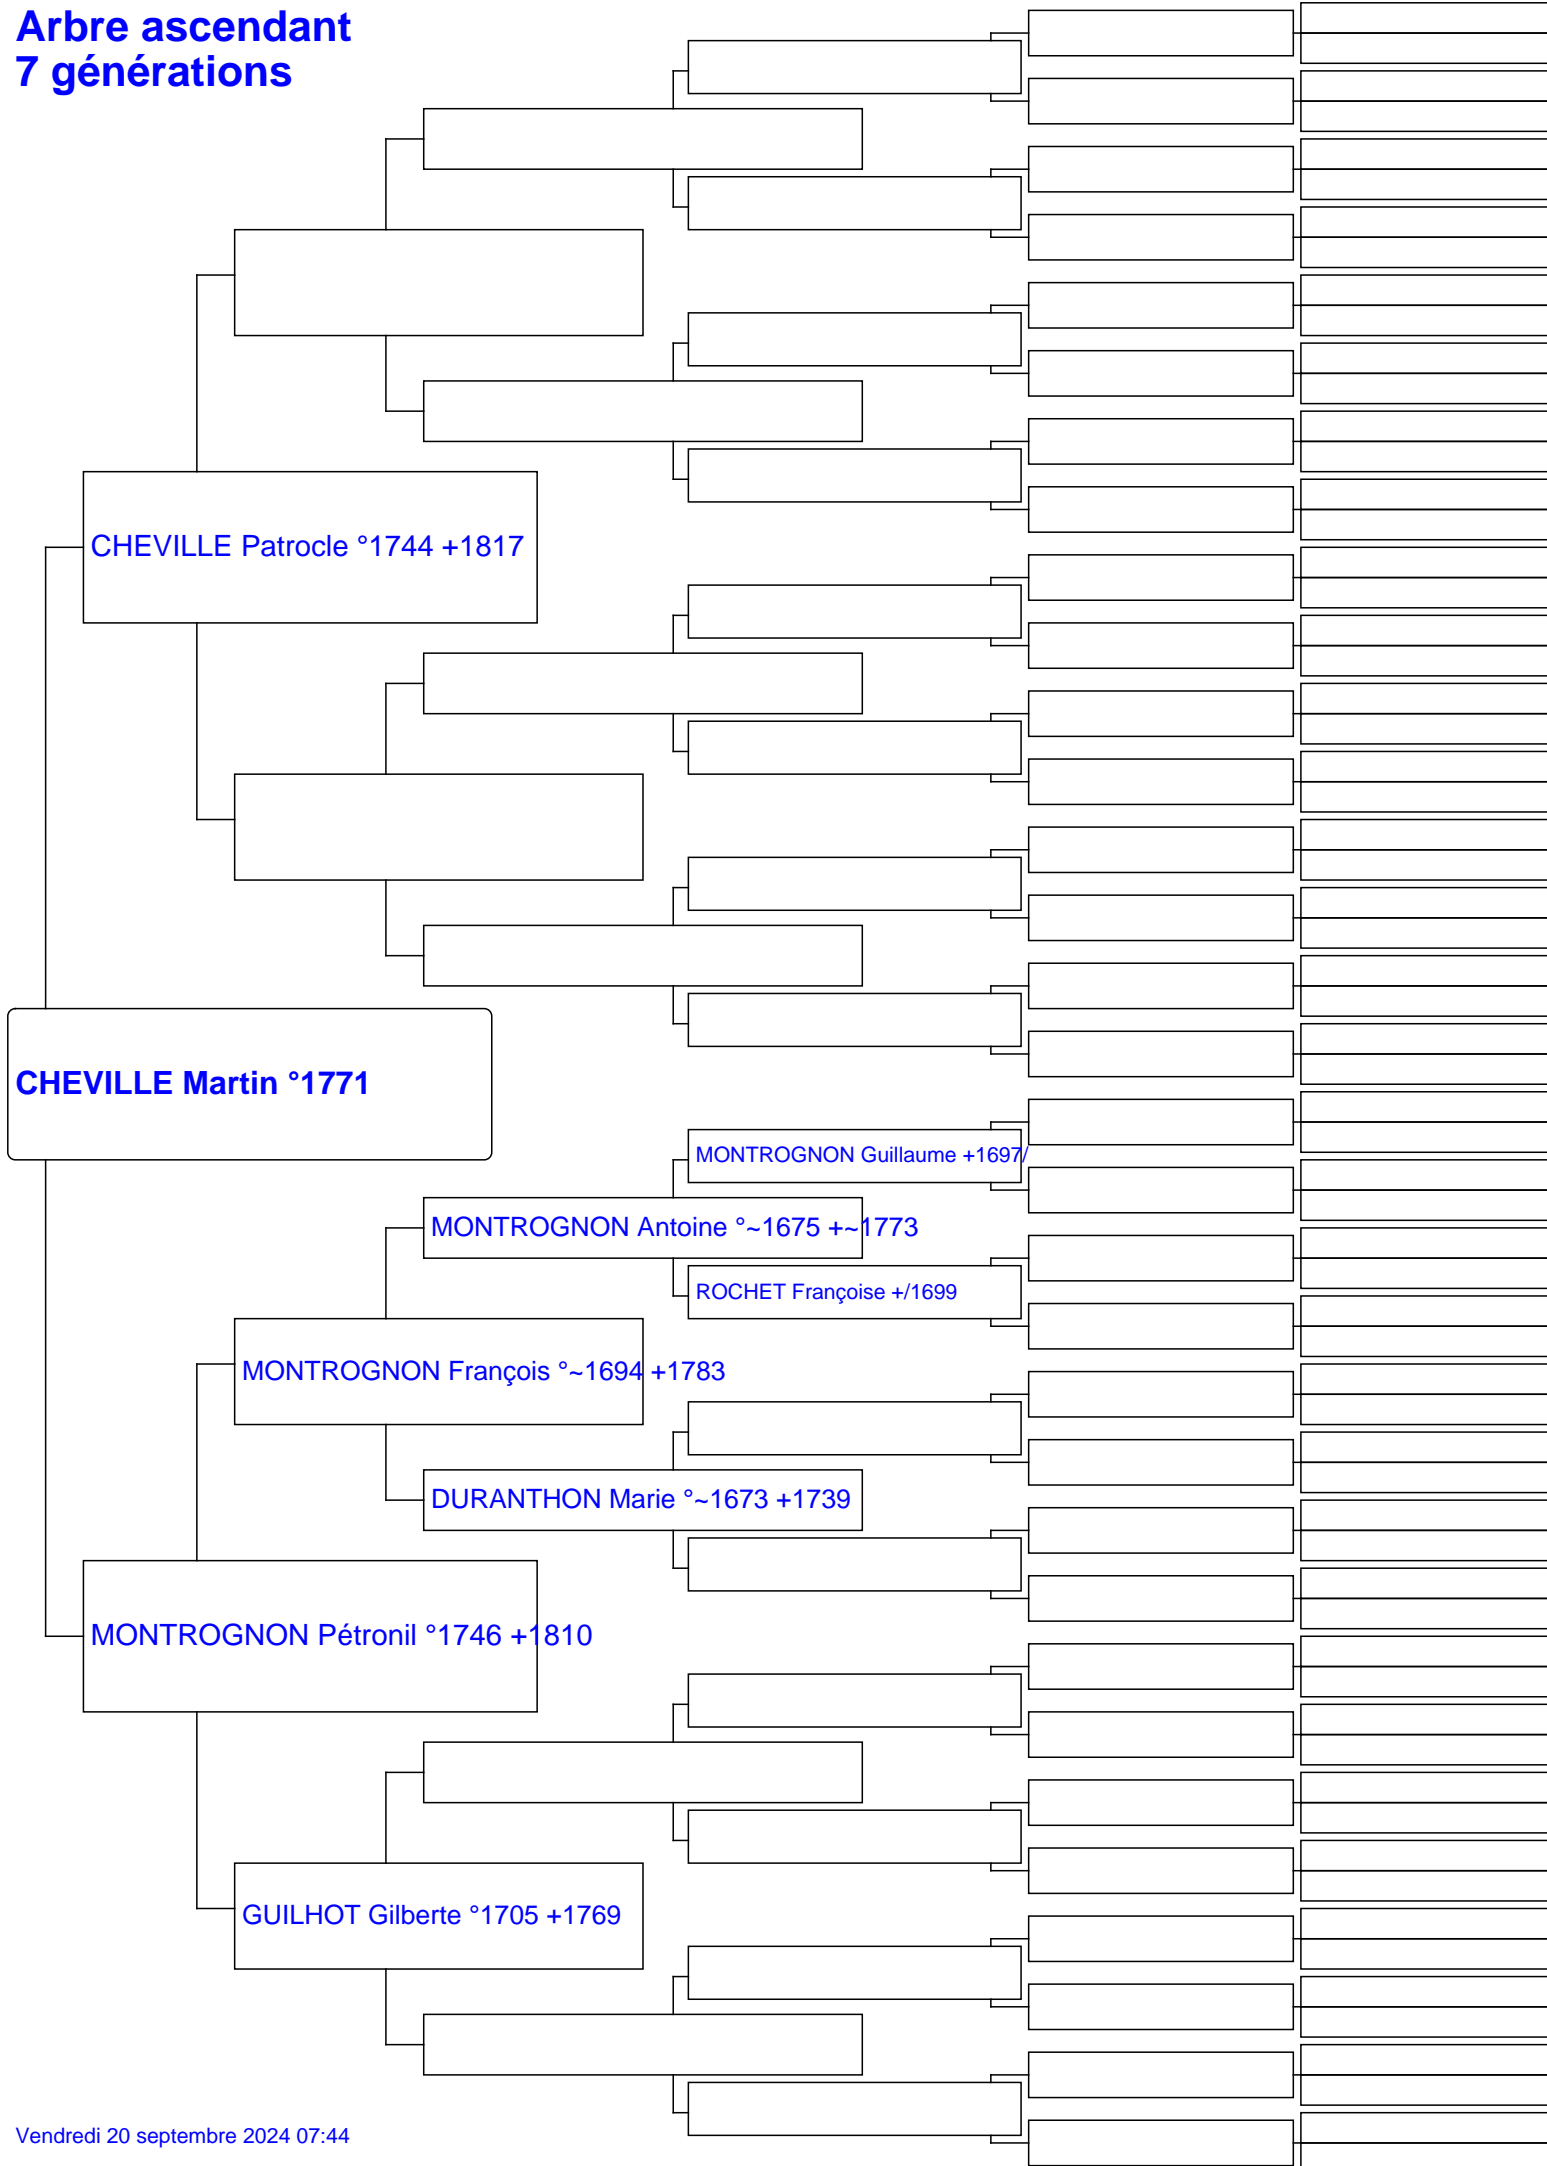 Arbre ascendant
7 générations
CHEVILLE Patrocle °1744 +1817
CHEVILLE Martin °1771
MONTROGNON Guillaume +1697/
MONTROGNON Antoine °~1675 +~1773
ROCHET Françoise +/1699
MONTROGNON François °~1694 +1783
DURANTHON Marie °~1673 +1739
MONTROGNON Pétronil °1746 +1810
GUILHOT Gilberte °1705 +1769
Vendredi 20 septembre 2024 07:44